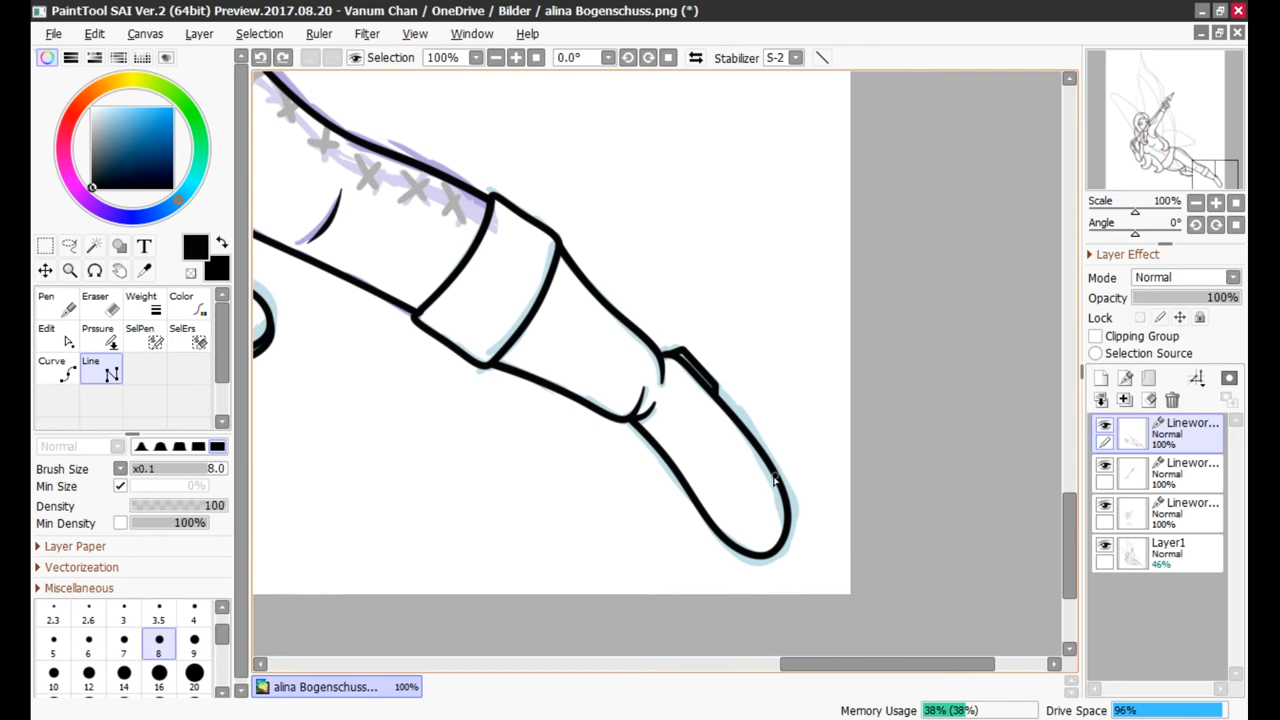 PaintTool SAI Ver.2 (64bit) Preview.2017.08.20 - Vanum Chan / OneDrive / Bilder / alina Bogenschuss.png (*)
File Edit Canvas Layer Selection Ruler Filter View Window Help
Selection 100% 0.0° Stabilizer S-2
T
Pen Eraser Weight Color
Edit Prssure SelPen SelErs
Curve Line
Normal
Brush Size x0.1 8.0
Min Size 0%
Density 100
Min Density 100%
Layer Paper
Vectorization
Miscellaneous
2.3 2.6 3 3.5 4
5 6 7 8 9
10 12 14 16 20
Scale 100%
Angle 0°
Layer Effect
Mode Normal
Opacity 100%
Lock
Clipping Group
Selection Source
Linewor...
Normal
100%
Linewor...
Normal
100%
Linewor...
Normal
100%
Layer1
Normal
46%
alina Bogenschuss... 100%
Memory Usage 38% (38%) Drive Space 96%